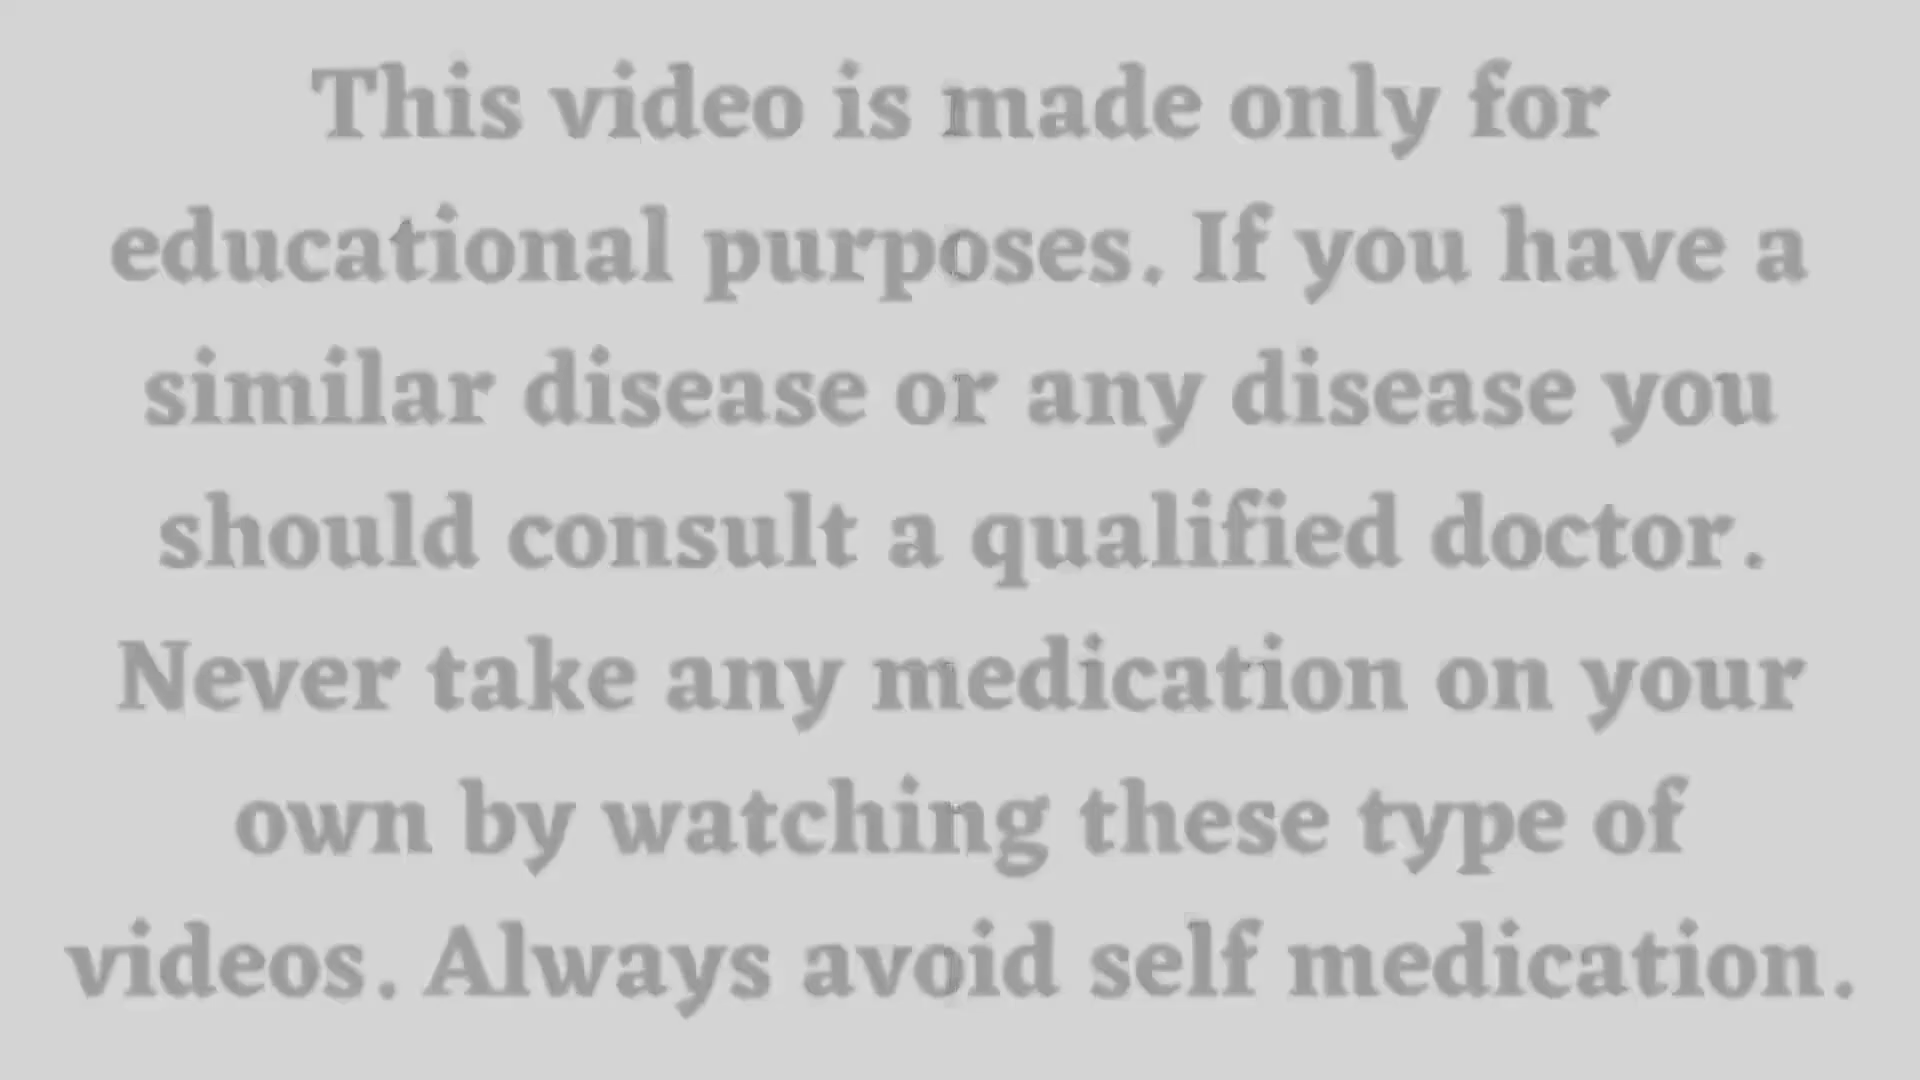 This video is made only for
educational purposes. If you have a
similar disease or any disease you
should consult a qualified doctor.
Never take any medication on your
own by watching these type of
videos. Always avoid self medication.